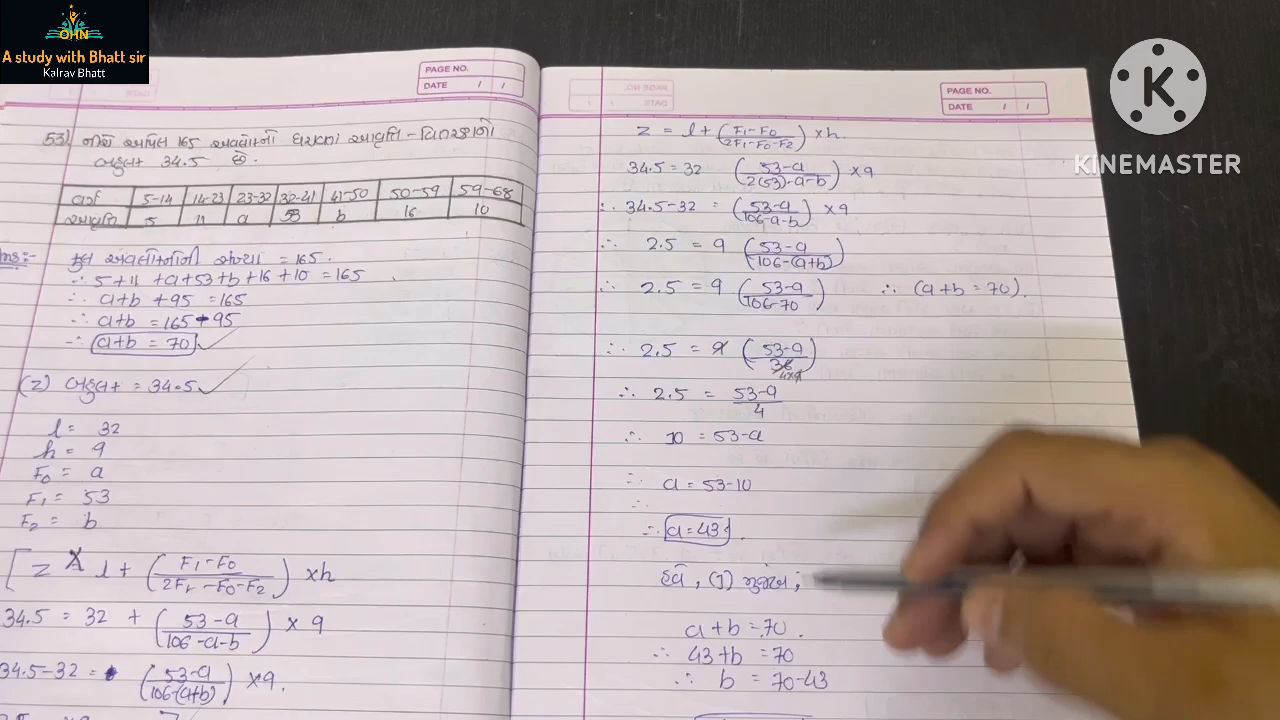 OHN
A study with Bhatt sir
Kalrav Bhatt
PAGE NO.
DATE / /
53) નીચે આપેલ 165 અવલોનોના આવૃત્તિ-વિતરણનો
બહુલક 34.5 છે.
વર્ગ 5-14 14-23 23-32 32-41 41-50 50-59 59-68
આવૃત્તિ 5 11 a 53 b 16 10
Ans:- કુલ અવલોકનોની સંખ્યા = 165.
∴ 5+11 +a+53+b+16+10 =165
∴ a+b +95 =165
∴ a+b =165-95
∴ a+b = 70
(Z) બહુલક = 34.5
l = 32
h = 9
F0 = a
F1 = 53
F2 = b
Z = l + (F1-F0 / 2F1-F0-F2) ×h
34.5 = 32 + (53-a / 106-a-b) × 9
34.5-32 = (53-a / 106-(a+b)) ×9.
PAGE NO.
DATE / /
Z = l + (F1-F0 / 2F1-F0-F2) ×h.
34.5 = 32 (53-a / 2(53)-a-b) ×9
∴ 34.5-32 = (53-a / 106-a-b) ×9
∴ 2.5 = 9 (53-a / 106-(a+b))
∴ 2.5 = 9 (53-a / 106-70) ∴ (a+b=70).
∴ 2.5 = 9 (53-a / 36) 4×9
∴ 2.5 = 53-a / 4
∴ 10 = 53-a
∴ a = 53-10
∴
∴ a=43 .
હવે, (1) મુજબ ;
a+b =70.
∴ 43+b =70
∴ b = 70-43
K
KINEMASTER